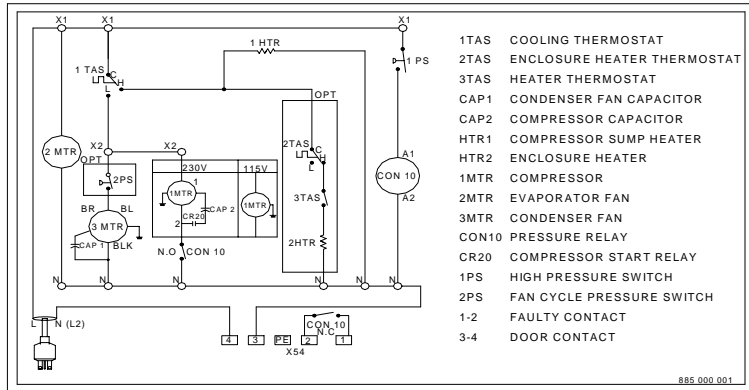 X1 X1 X1
1 HTR
1 TAS C H L
1 PS
OPT
X2 X2
2TAS C H L
2 MTR
OPT
2PS
230V 115V
1MTR 1 1MTR
CR20 CAP 2
2
3TAS
A1
CON 10
A2
BR BL
3 MTR
CAP 1 BLK
N.O CON 10
2HTR
N N N N N
L N (L2)
4 3 PE 2 1
CON 10
N.C
X54
1TAS COOLING THERMOSTAT
2TAS ENCLOSURE HEATER THERMOSTAT
3TAS HEATER THERMOSTAT
CAP1 CONDENSER FAN CAPACITOR
CAP2 COMPRESSOR CAPACITOR
HTR1 COMPRESSOR SUMP HEATER
HTR2 ENCLOSURE HEATER
1MTR COMPRESSOR
2MTR EVAPORATOR FAN
3MTR CONDENSER FAN
CON10 PRESSURE RELAY
CR20 COMPRESSOR START RELAY
1PS HIGH PRESSURE SWITCH
2PS FAN CYCLE PRESSURE SWITCH
1-2 FAULTY CONTACT
3-4 DOOR CONTACT
885 000 001